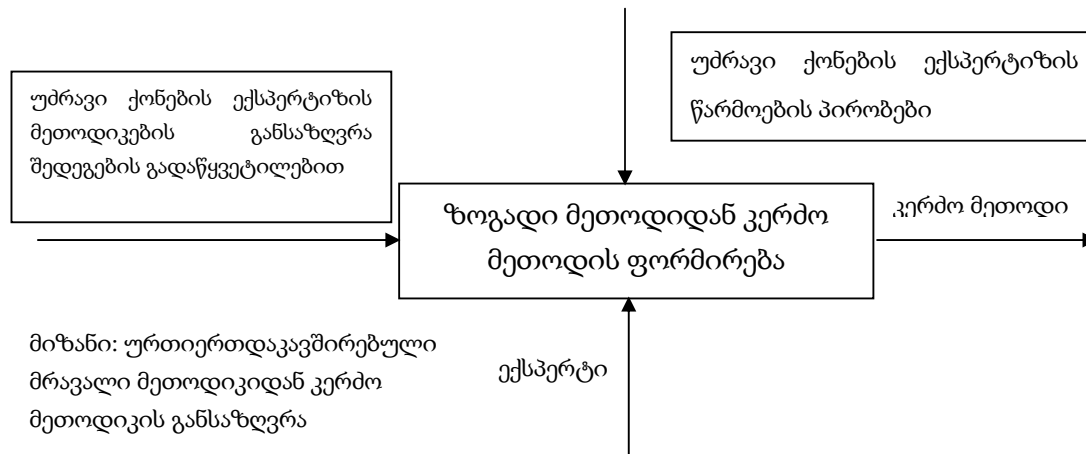 უძრავი ქონების ექსპერტიზის
მეთოდიკების განსაზღვრა
შედეგების გადაწყვეტილებით
უძრავი ქონების ექსპერტიზის
წარმოების პირობები
ზოგადი მეთოდიდან კერძო
მეთოდის ფორმირება
კერძო მეთოდი
მიზანი: ურთიერთდაკავშირებული
მრავალი მეთოდიკიდან კერძო
მეთოდიკის განსაზღვრა
ექსპერტი